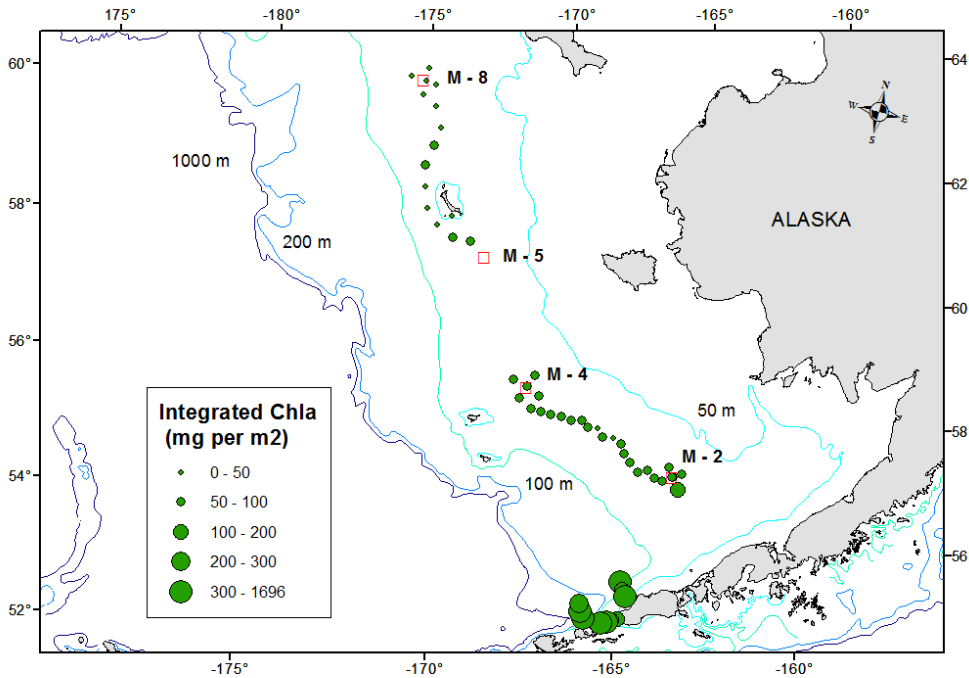 175°
-175°
-170°
-165°
-160°
60°
64
M - 8
N
W
E
S
1000 m
62
58°
ALASKA
200 m
M - 5
60
56°
M - 4
Integrated Chla
(mg per m2)
50 m
58
0 - 50
M - 2
54°
100 m
50 - 100
100 - 200
200 - 300
56°
300 - 1696
52°
-175°
-170°
-165°
-160°